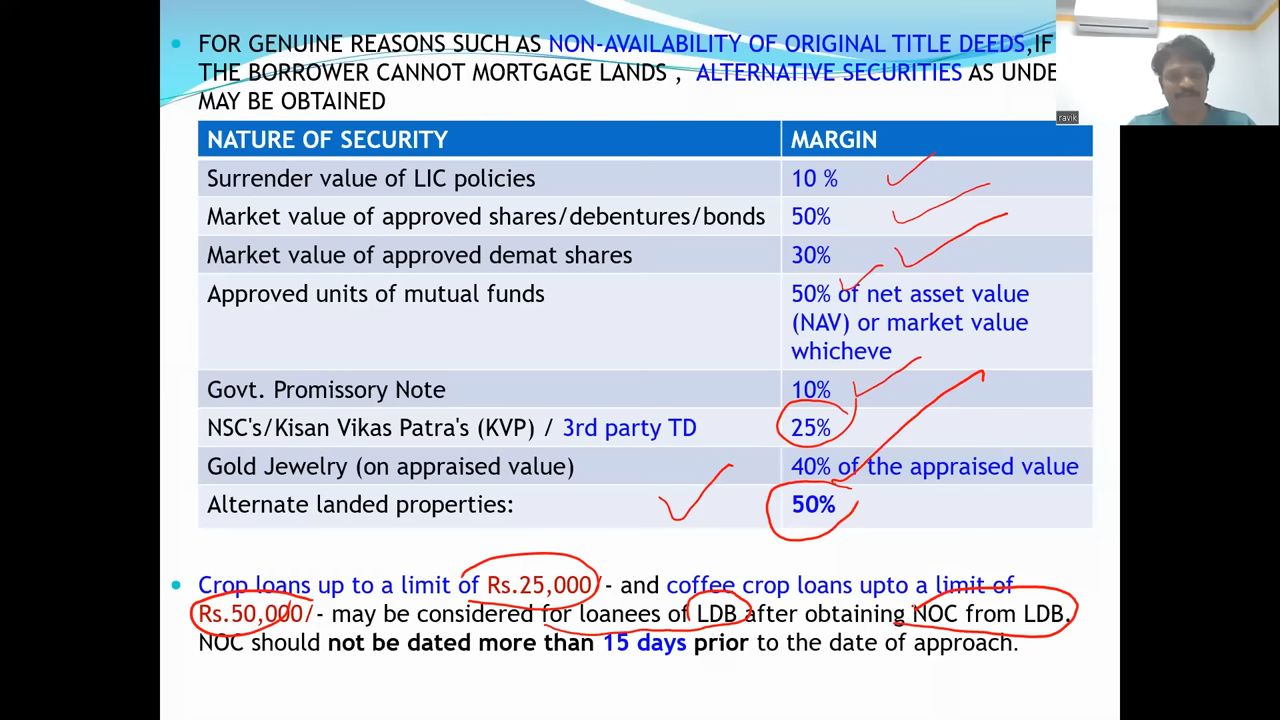 FOR GENUINE REASONS SUCH AS NON-AVAILABILITY OF ORIGINAL TITLE DEEDS,IF
THE BORROWER CANNOT MORTGAGE LANDS , ALTERNATIVE SECURITIES AS UNDE
MAY BE OBTAINED
ravik
NATURE OF SECURITY MARGIN
Surrender value of LIC policies 10 %
Market value of approved shares/debentures/bonds 50%
Market value of approved demat shares 30%
Approved units of mutual funds 50% of net asset value
(NAV) or market value
whicheve
Govt. Promissory Note 10%
NSC's/Kisan Vikas Patra's (KVP) / 3rd party TD 25%
Gold Jewelry (on appraised value) 40% of the appraised value
Alternate landed properties: 50%
Crop loans up to a limit of Rs.25,000/- and coffee crop loans upto a limit of
Rs.50,000/- may be considered for loanees of LDB after obtaining NOC from LDB.
NOC should not be dated more than 15 days prior to the date of approach.